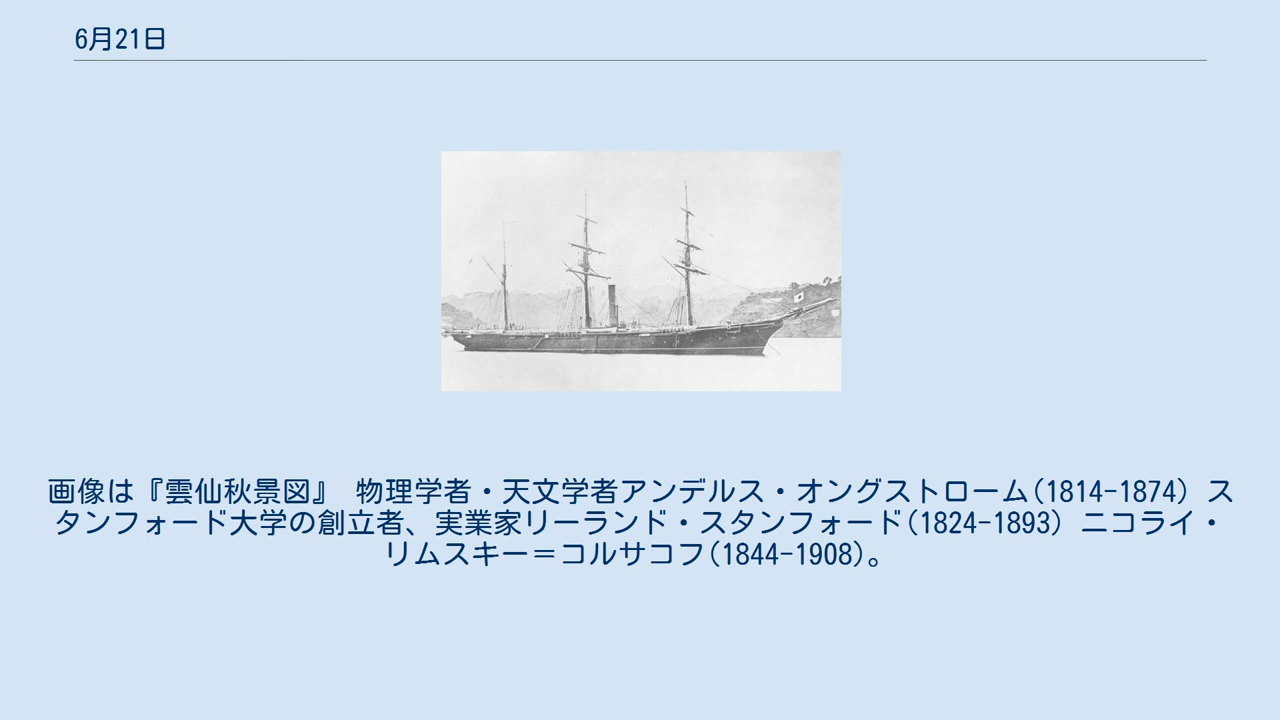 6月21日
画像は『雲仙秋景図』 物理学者・天文学者アンデルス・オングストローム(1814-1874) ス
タンフォード大学の創立者、実業家リーランド・スタンフォード(1824-1893) ニコライ・
リムスキー＝コルサコフ(1844-1908)。